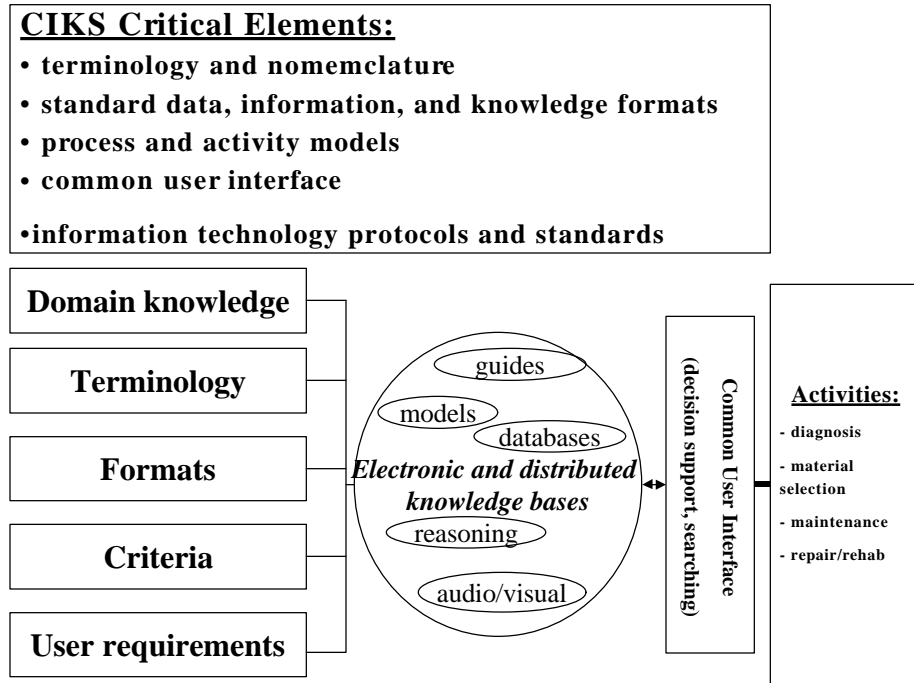 CIKS Critical Elements:
• terminology and nomemclature
• standard data, information, and knowledge formats
• process and activity models
• common user interface
•information technology protocols and standards
Domain knowledge
Terminology
Formats
Criteria
User requirements
guides
models
databases
Electronic and distributed
knowledge bases
reasoning
audio/visual
Common User Interface
(decision support, searching)
Activities:
- diagnosis
- material
selection
- maintenance
- repair/rehab